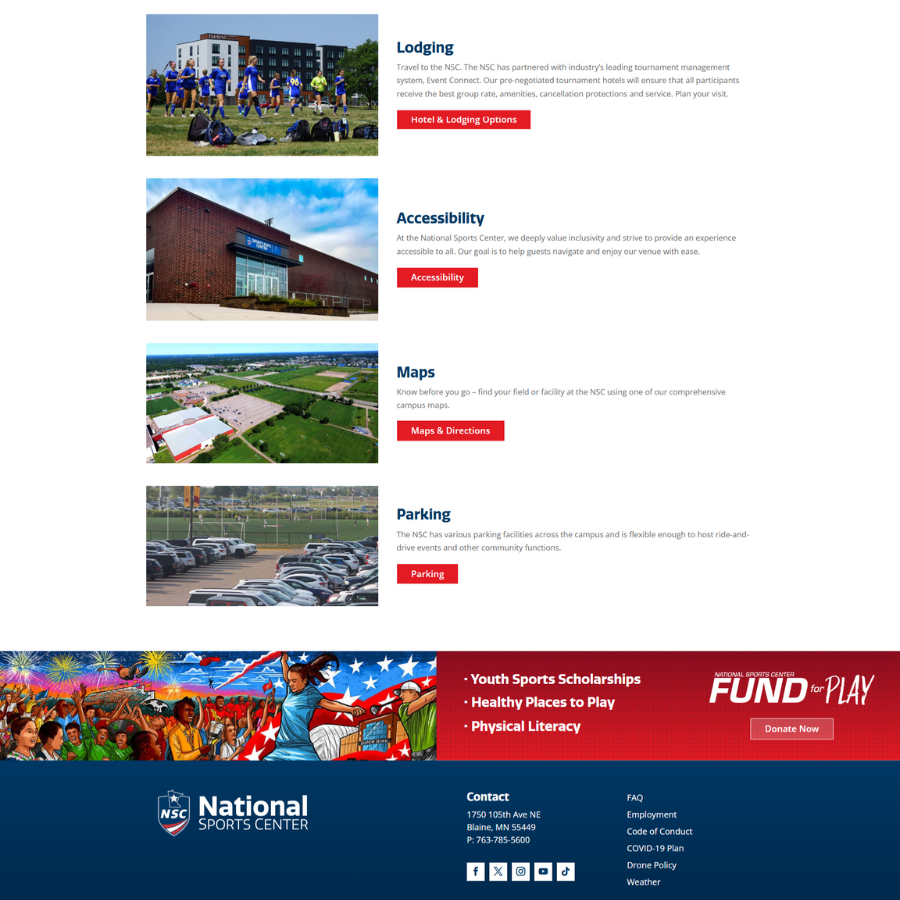 Lodging
Travel to the NSC. The NSC has partnered with industry's leading tournament management
system, Event Connect. Our pre-negotiated tournament hotels will ensure that all participants
receive the best group rate, amenities, cancellation protections and service. Plan your visit.
Hotel & Lodging Options
SPORTS CENTER
Accessibility
At the National Sports Center, we deeply value inclusivity and strive to provide an experience
accessible to all. Our goal is to help guests navigate and enjoy our venue with ease.
Accessibility
Maps
Know before you go – find your field or facility at the NSC using one of our comprehensive
campus maps.
Maps & Directions
Parking
The NSC has various parking facilities across the campus and is flexible enough to host ride-and-
drive events and other community functions.
Parking
· Youth Sports Scholarships
· Healthy Places to Play
· Physical Literacy
NATIONAL SPORTS CENTER
FUND for PLAY
Donate Now
NSC
National
SPORTS CENTER
Contact
1750 105th Ave NE
Blaine, MN 55449
P: 763-785-5600
FAQ
Employment
Code of Conduct
COVID-19 Plan
Drone Policy
Weather